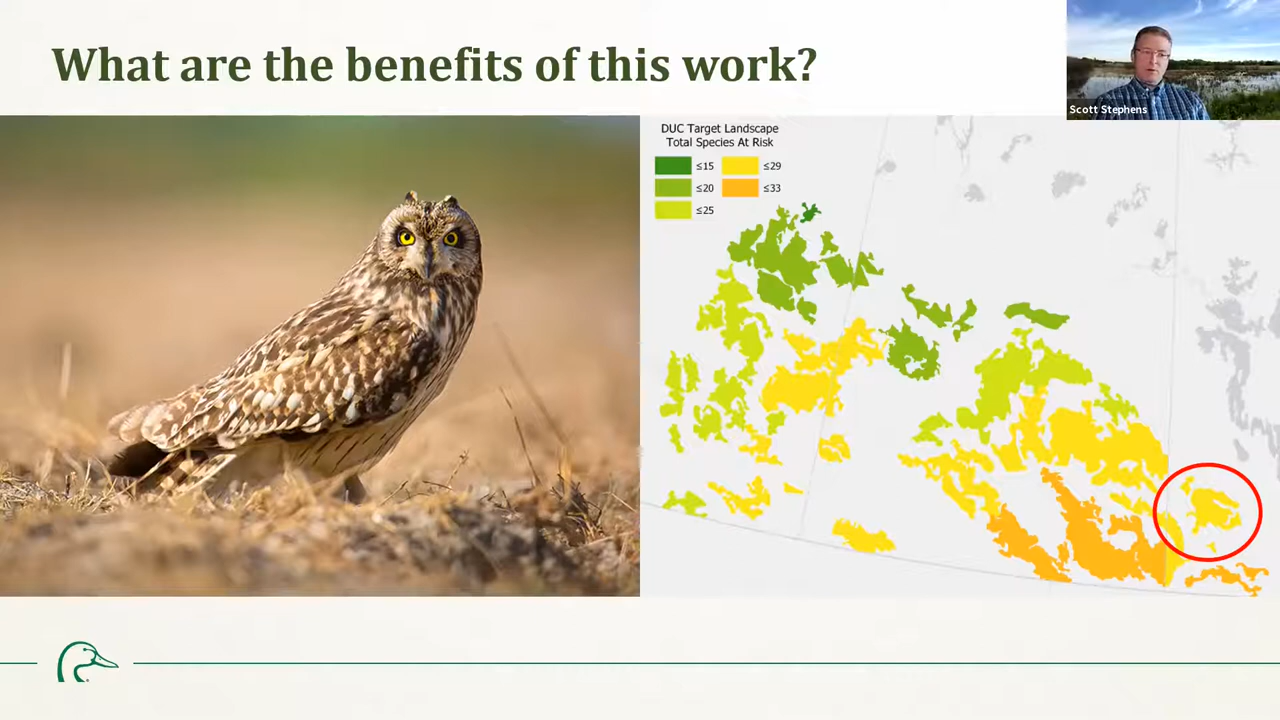 What are the benefits of this work?
Scott Stephens
DUC Target Landscape
Total Species At Risk
≤15
≤29
≤20
≤33
≤25